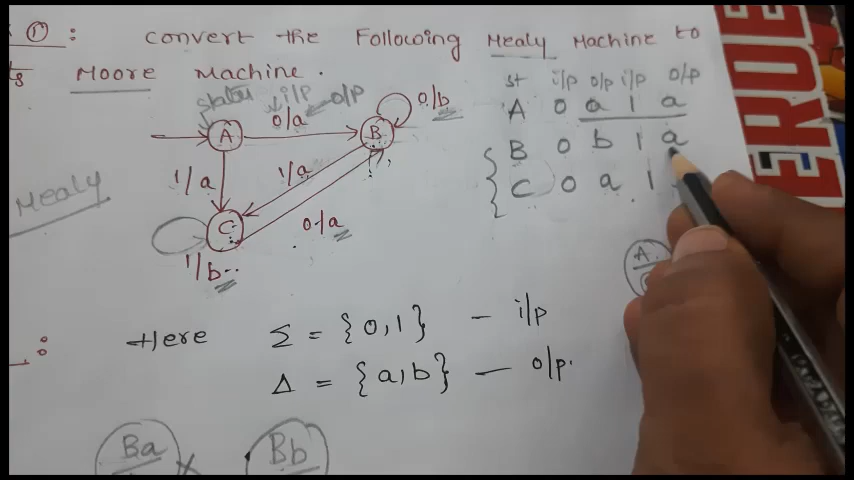 ①: Convert the Following Mealy Machine to
Moore Machine.
st i/p o/p i/p o/p
A 0 a 1 a
B 0 b 1 a
C 0 a 1
states i/p o/p
0/a
0/b
A
B
1/a
1/a
0/a
C
1/b
Mealy
Here Σ = {0,1} - i/p
Δ = {a,b} - o/p.
A
Ba
Bb